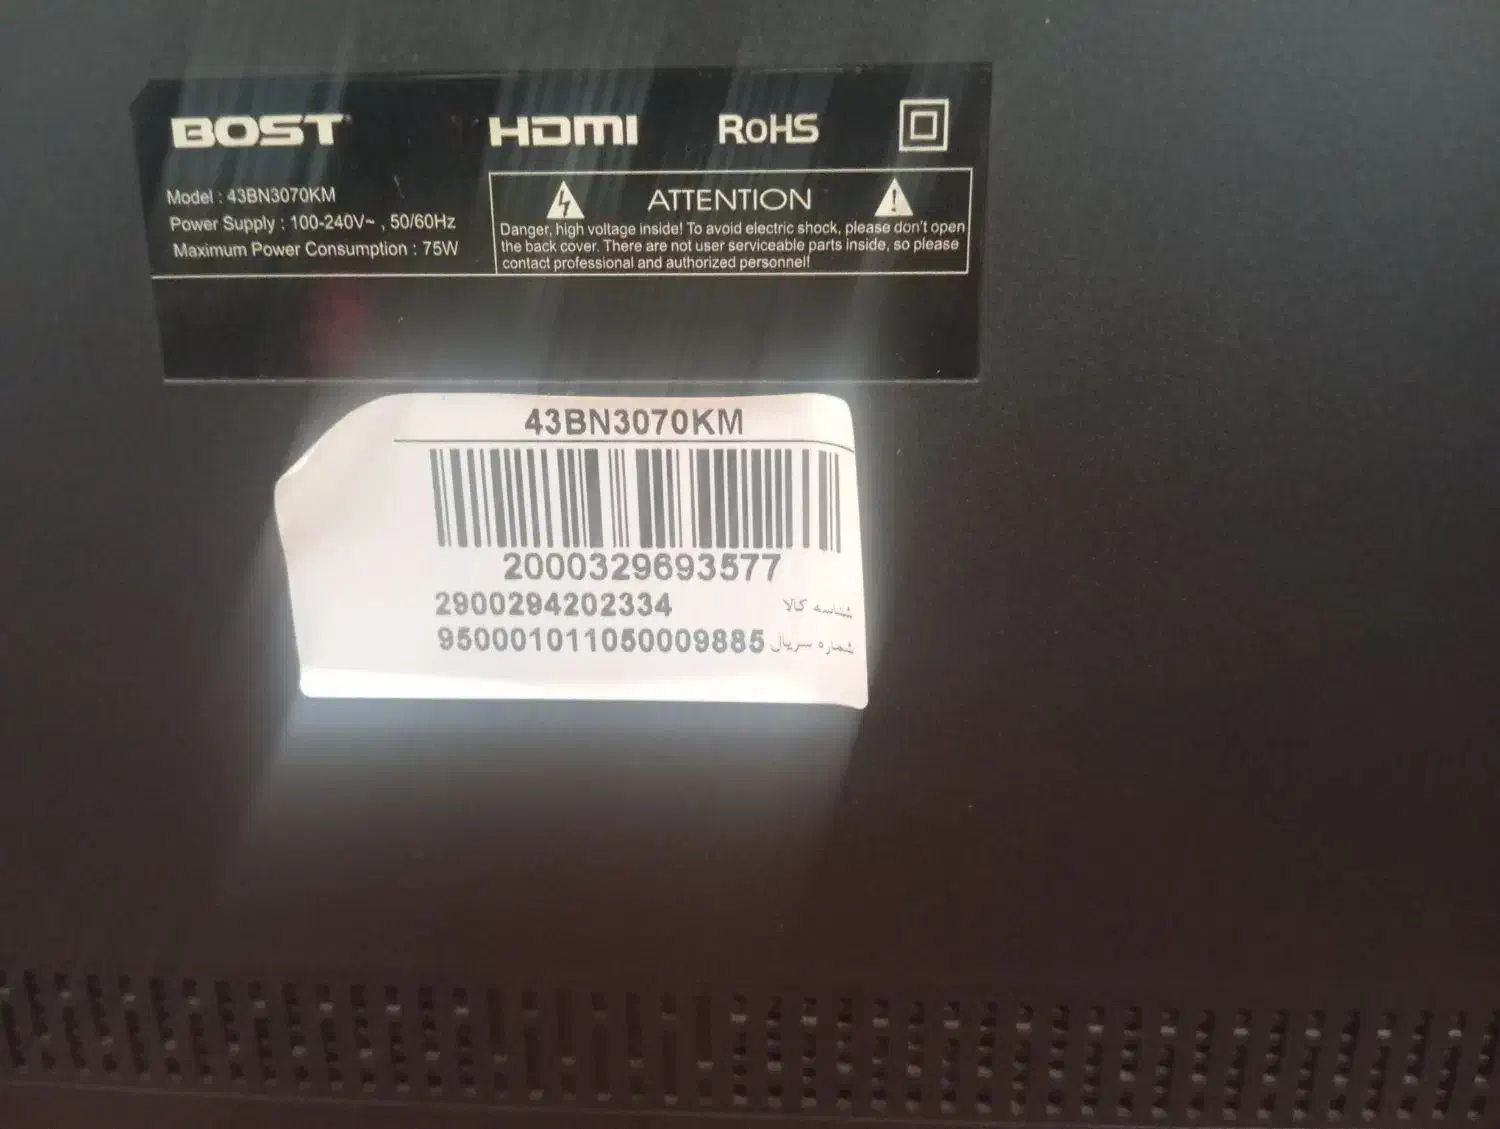 BOST
HDMI
RoHS
Model : 43BN3070KM
Power Supply : 100-240V~ , 50/60Hz
Maximum Power Consumption : 75W
ATTENTION
Danger, high voltage inside! To avoid electric shock, please don't open
the back cover. There are not user serviceable parts inside, so please
contact professional and authorized personnel!
43BN3070KM
2000329693577
2900294202334 شناسه کالا
950001011050009885 شماره سریال